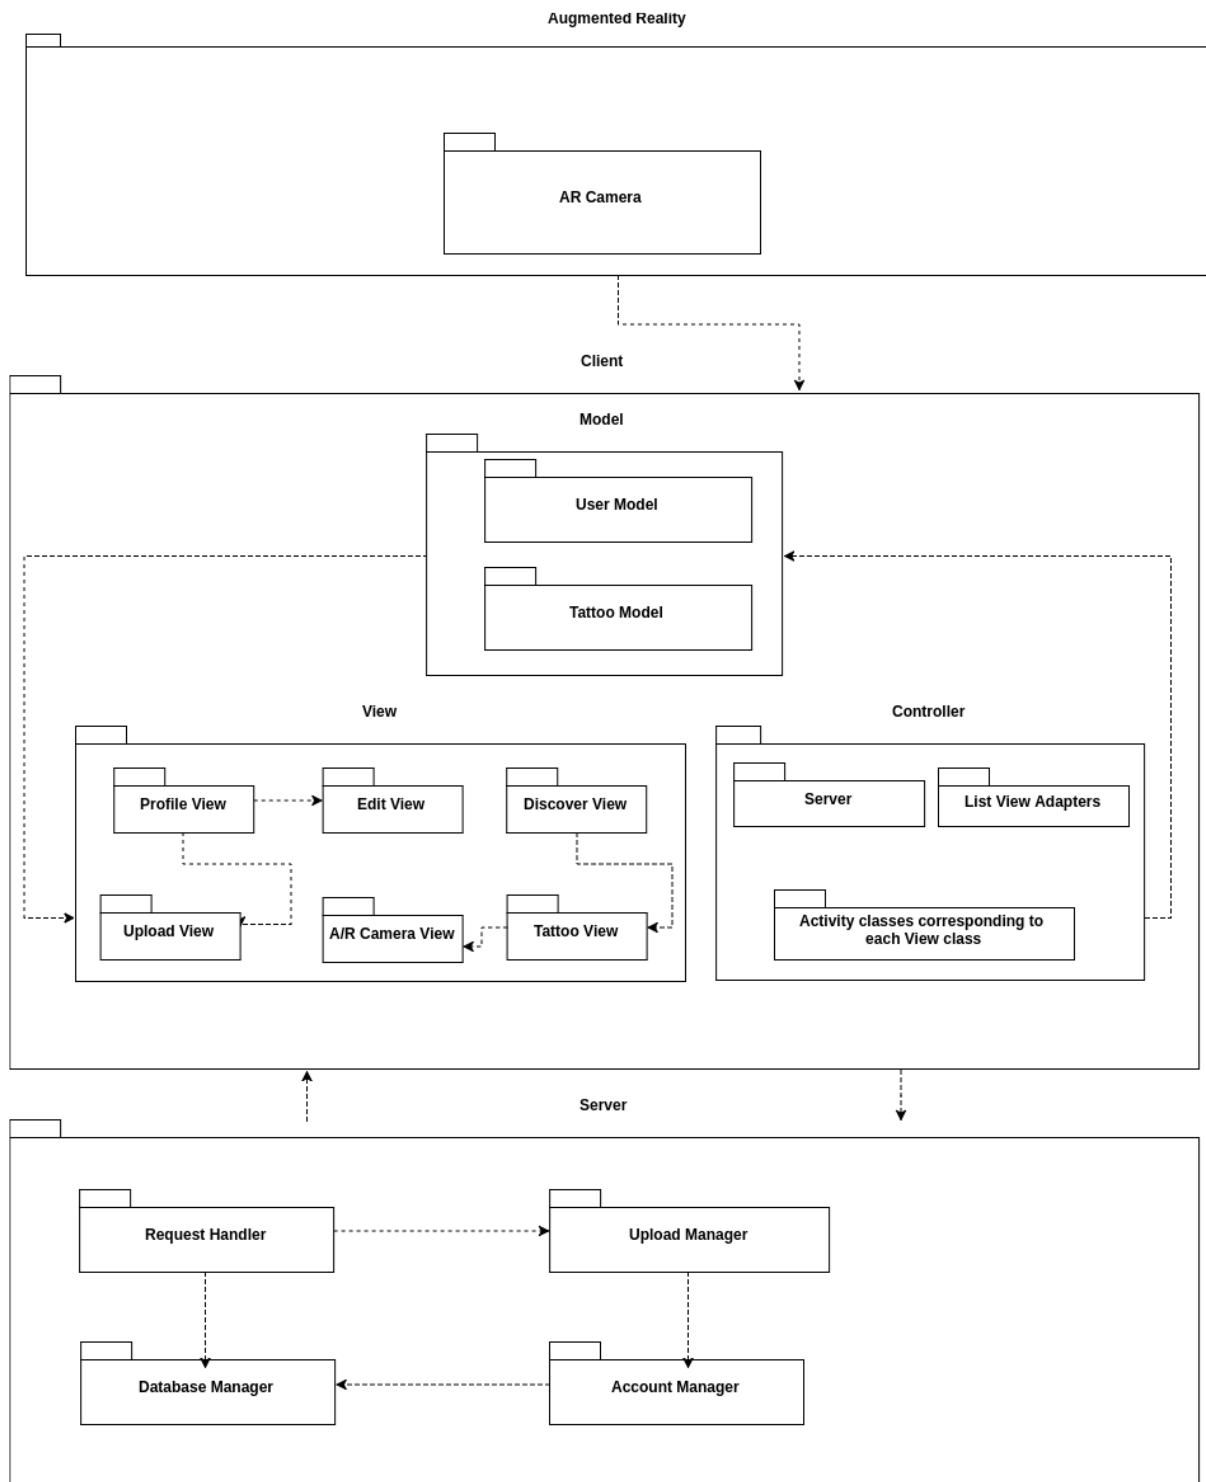 Augmented Reality
AR Camera
Client
Model
User Model
Tattoo Model
View
Controller
Profile View
Edit View
Discover View
Server
List View Adapters
Upload View
A/R Camera View
Tattoo View
Activity classes corresponding to
each View class
Server
Request Handler
Upload Manager
Database Manager
Account Manager